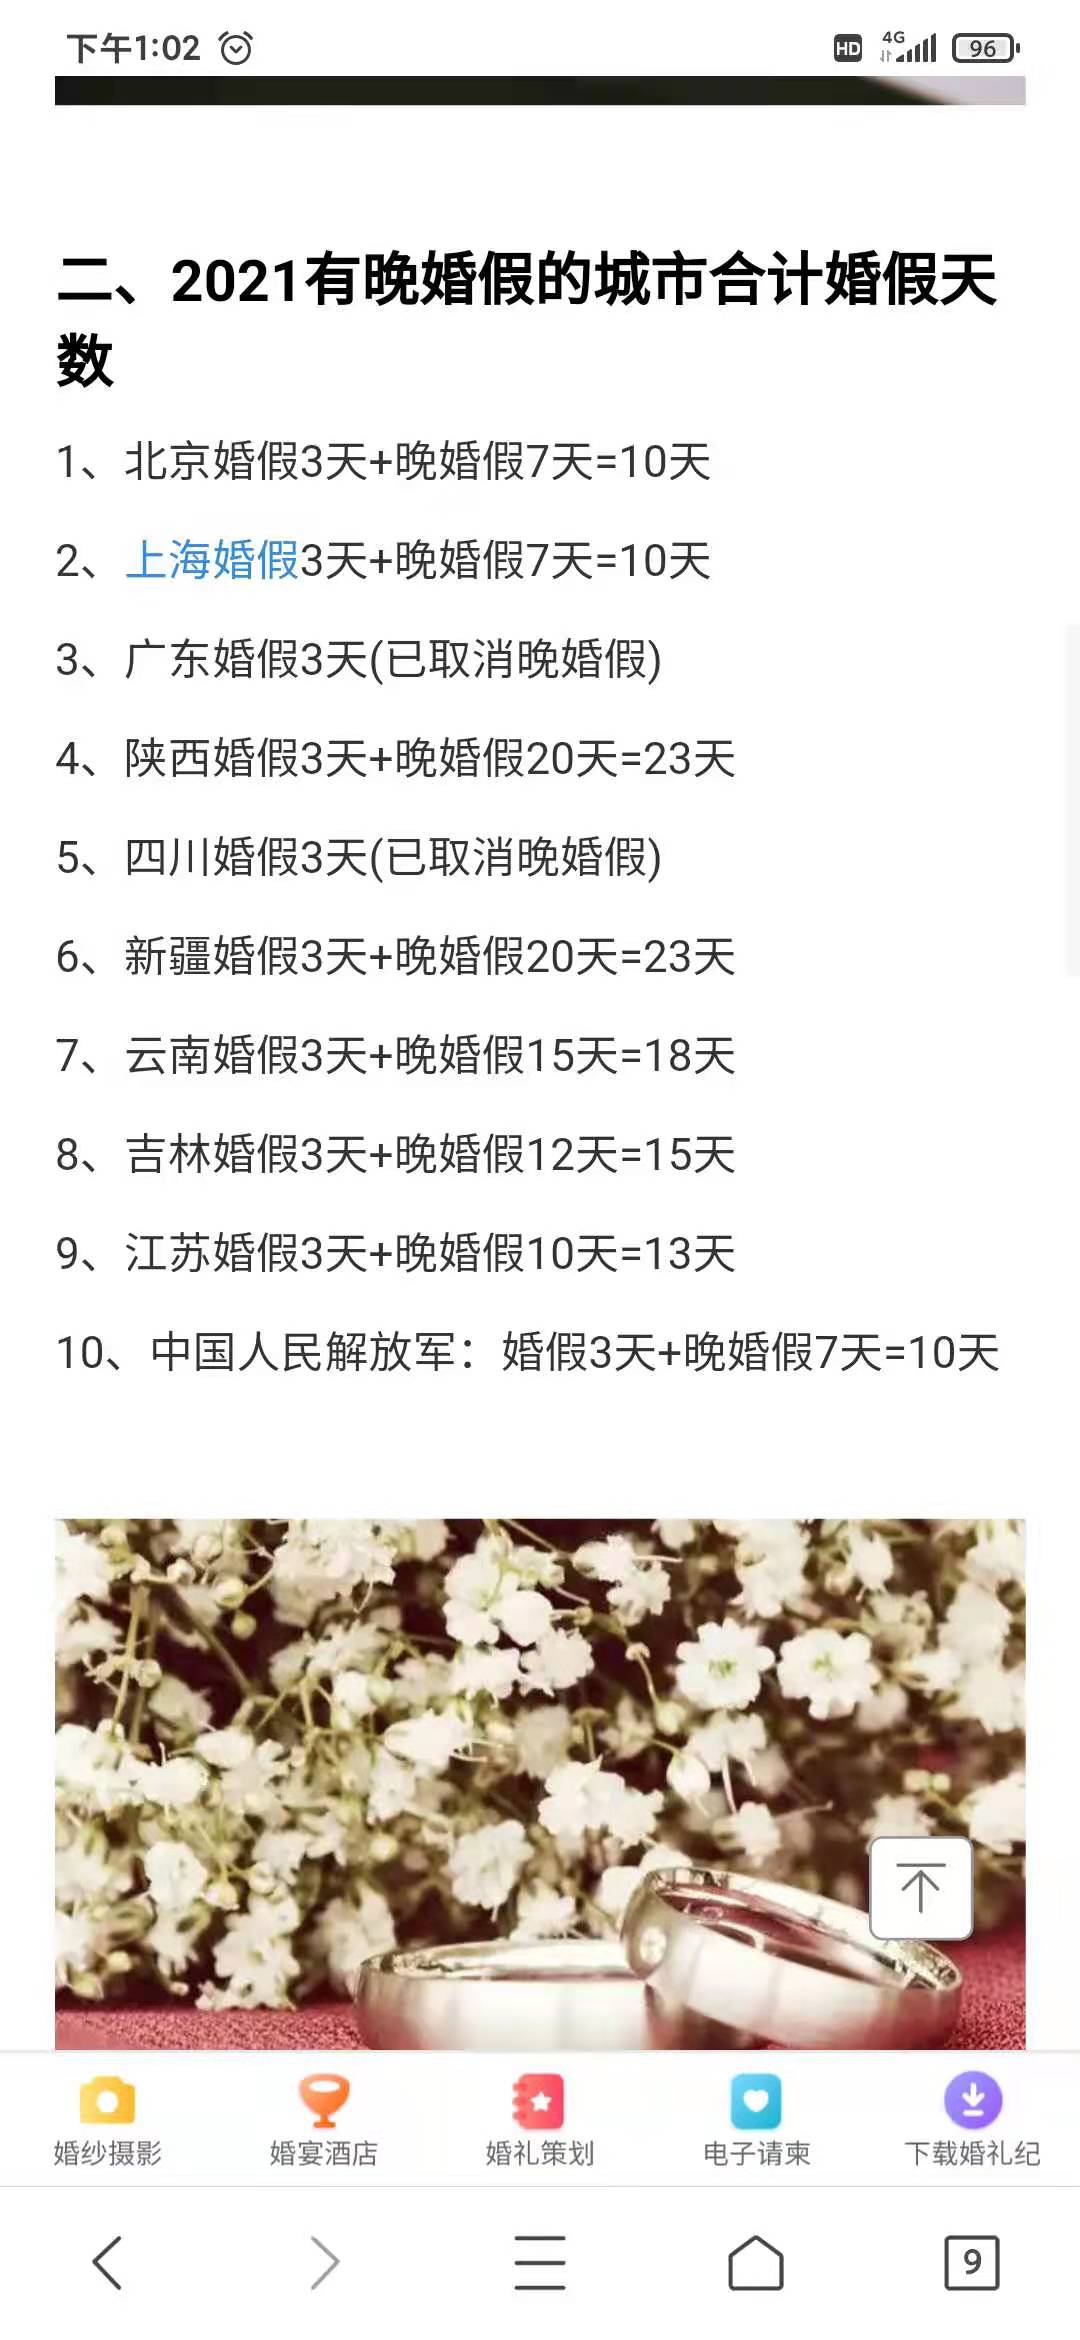 下午1:02
HD 4G 96
二、2021有晚婚假的城市合计婚假天
数
1、北京婚假3天+晚婚假7天=10天
2、上海婚假3天+晚婚假7天=10天
3、广东婚假3天(已取消晚婚假)
4、陕西婚假3天+晚婚假20天=23天
5、四川婚假3天(已取消晚婚假)
6、新疆婚假3天+晚婚假20天=23天
7、云南婚假3天+晚婚假15天=18天
8、吉林婚假3天+晚婚假12天=15天
9、江苏婚假3天+晚婚假10天=13天
10、中国人民解放军：婚假3天+晚婚假7天=10天
婚纱摄影 婚宴酒店 婚礼策划 电子请柬 下载婚礼纪
9